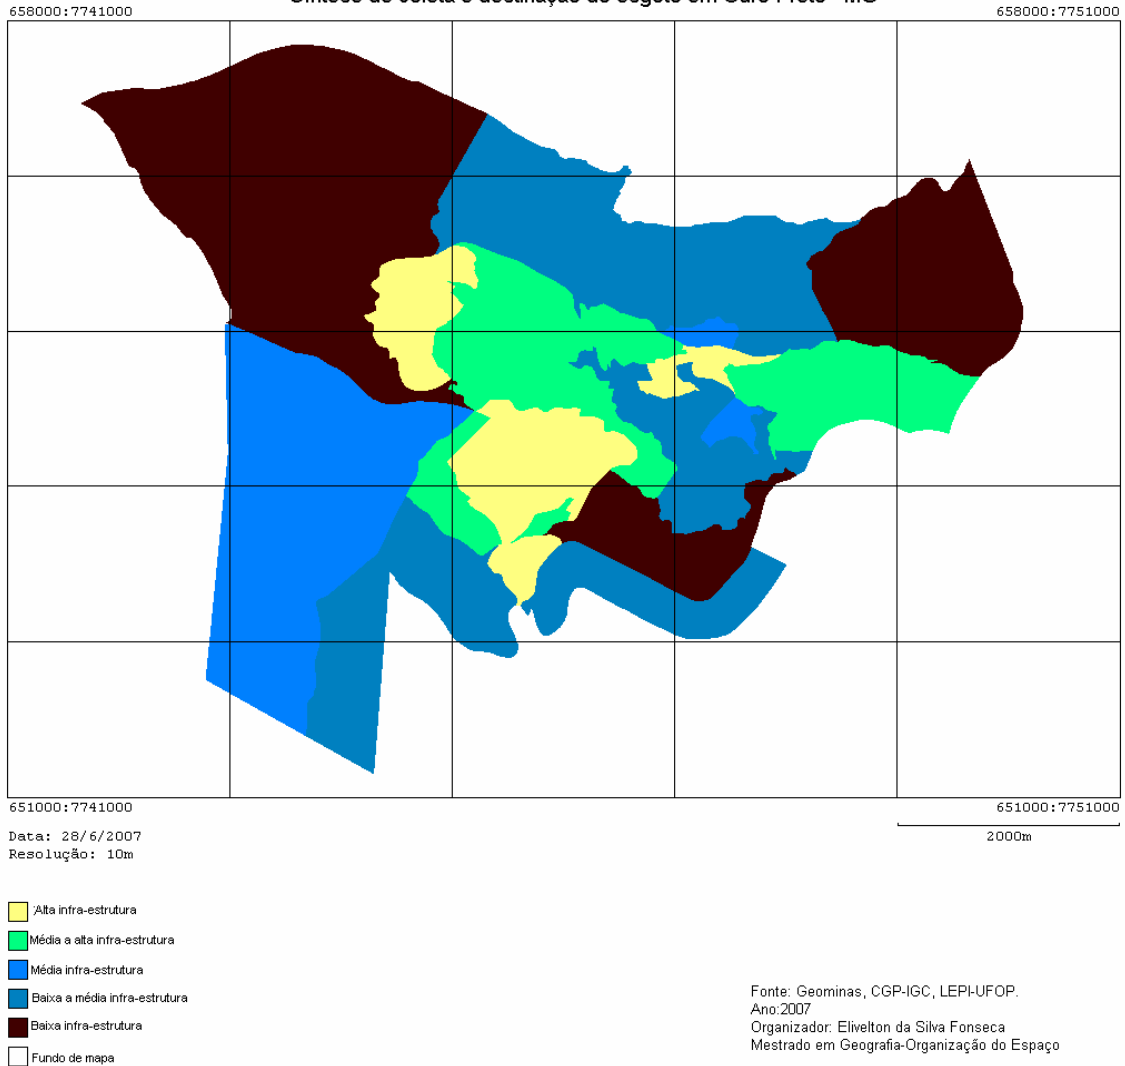 658000:7741000
658000:7751000
651000:7741000
651000:7751000
Data: 28/6/2007
2000m
Resolução: 10m
Alta infra-estrutura
Média a alta infra-estrutura
Média infra-estrutura
Baixa a média infra-estrutura
Baixa infra-estrutura
Fundo de mapa
Fonte: Geominas, CGP-IGC, LEPI-UFOP.
Ano:2007
Organizador: Elivelton da Silva Fonseca
Mestrado em Geografia-Organização do Espaço